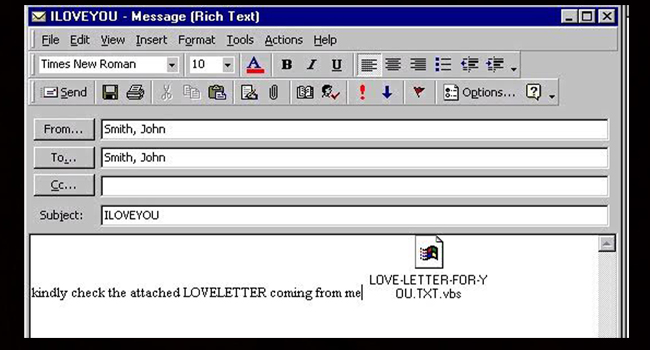 ILOVEYOU - Message (Rich Text)
File Edit View Insert Format Tools Actions Help
Times New Roman 10 A B I U
Send Options... ?
From... Smith, John
To... Smith, John
Cc...
Subject: ILOVEYOU
kindly check the attached LOVELETTER coming from me
LOVE-LETTER-FOR-Y
OU.TXT.vbs